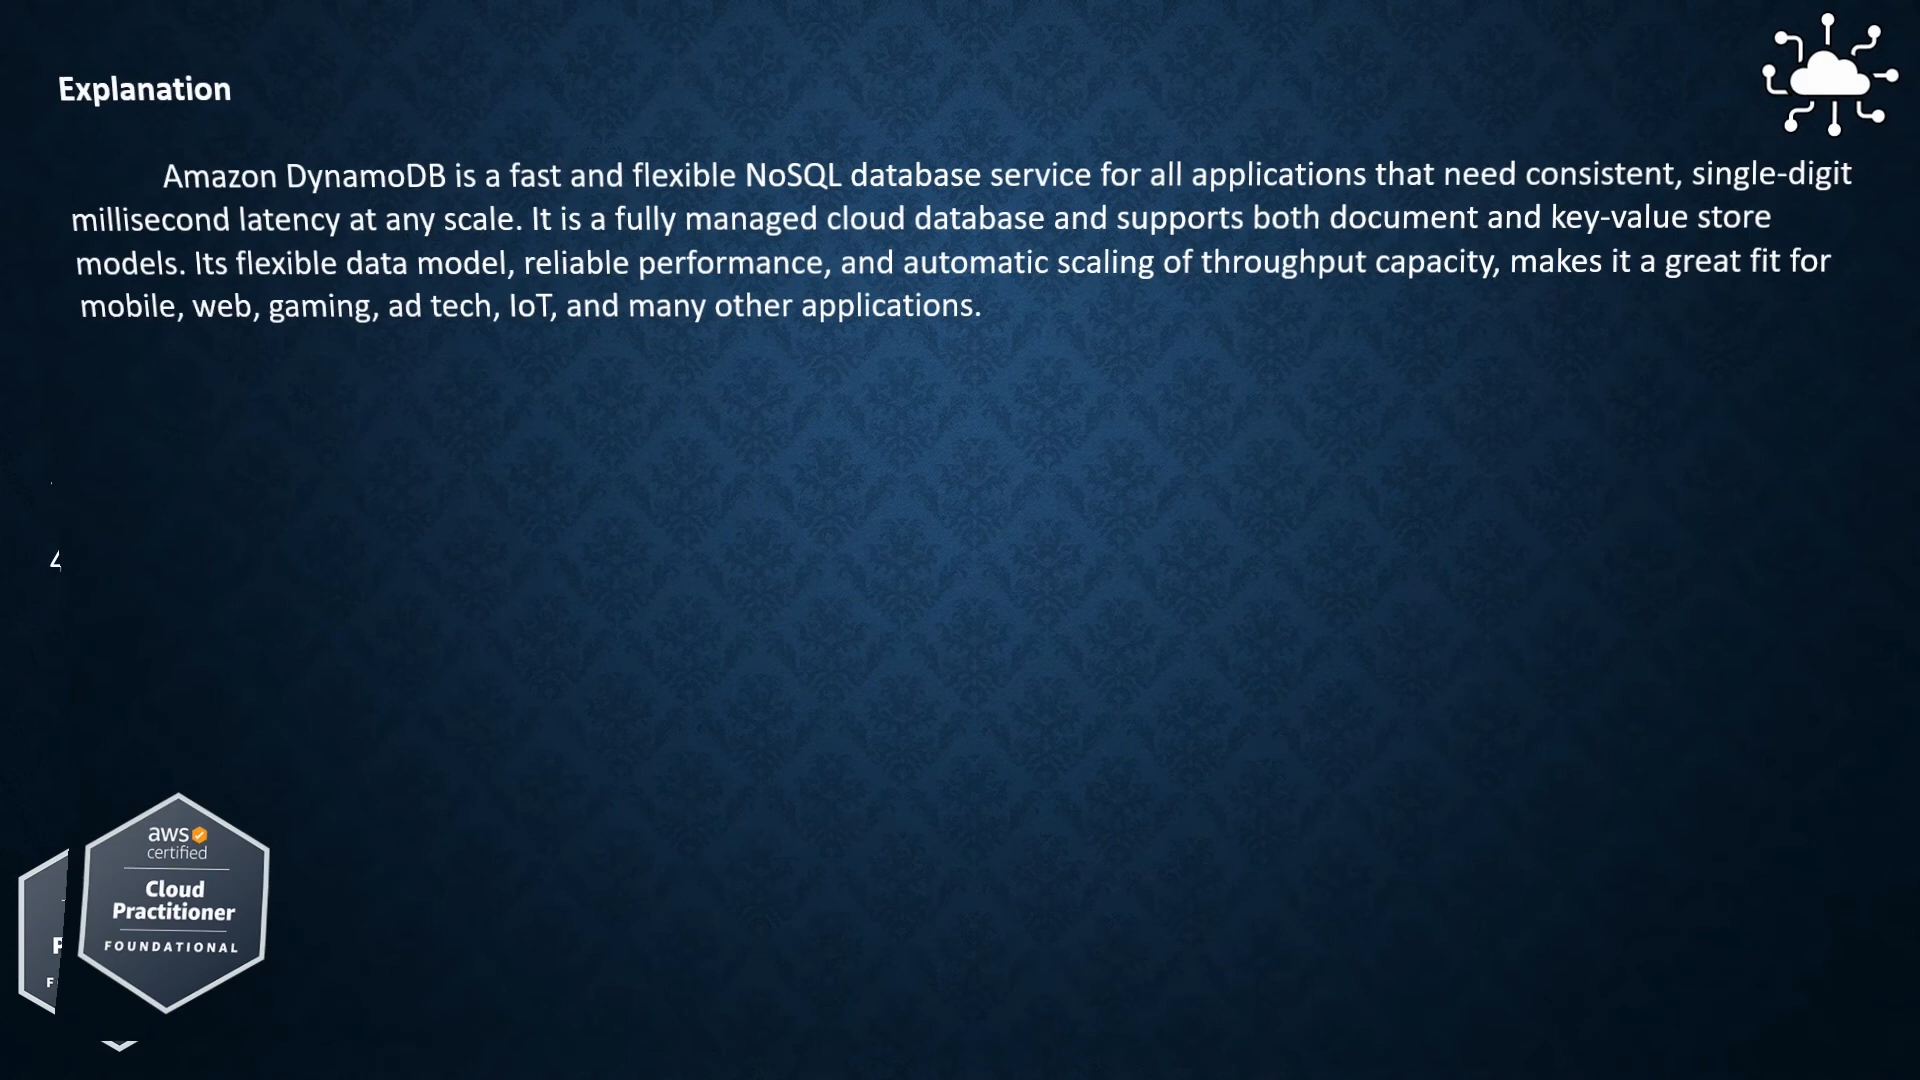 Explanation
Amazon DynamoDB is a fast and flexible NoSQL database service for all applications that need consistent, single-digit
millisecond latency at any scale. It is a fully managed cloud database and supports both document and key-value store
models. Its flexible data model, reliable performance, and automatic scaling of throughput capacity, makes it a great fit for
mobile, web, gaming, ad tech, IoT, and many other applications.
aws
certified
Cloud
Practitioner
FOUNDATIONAL